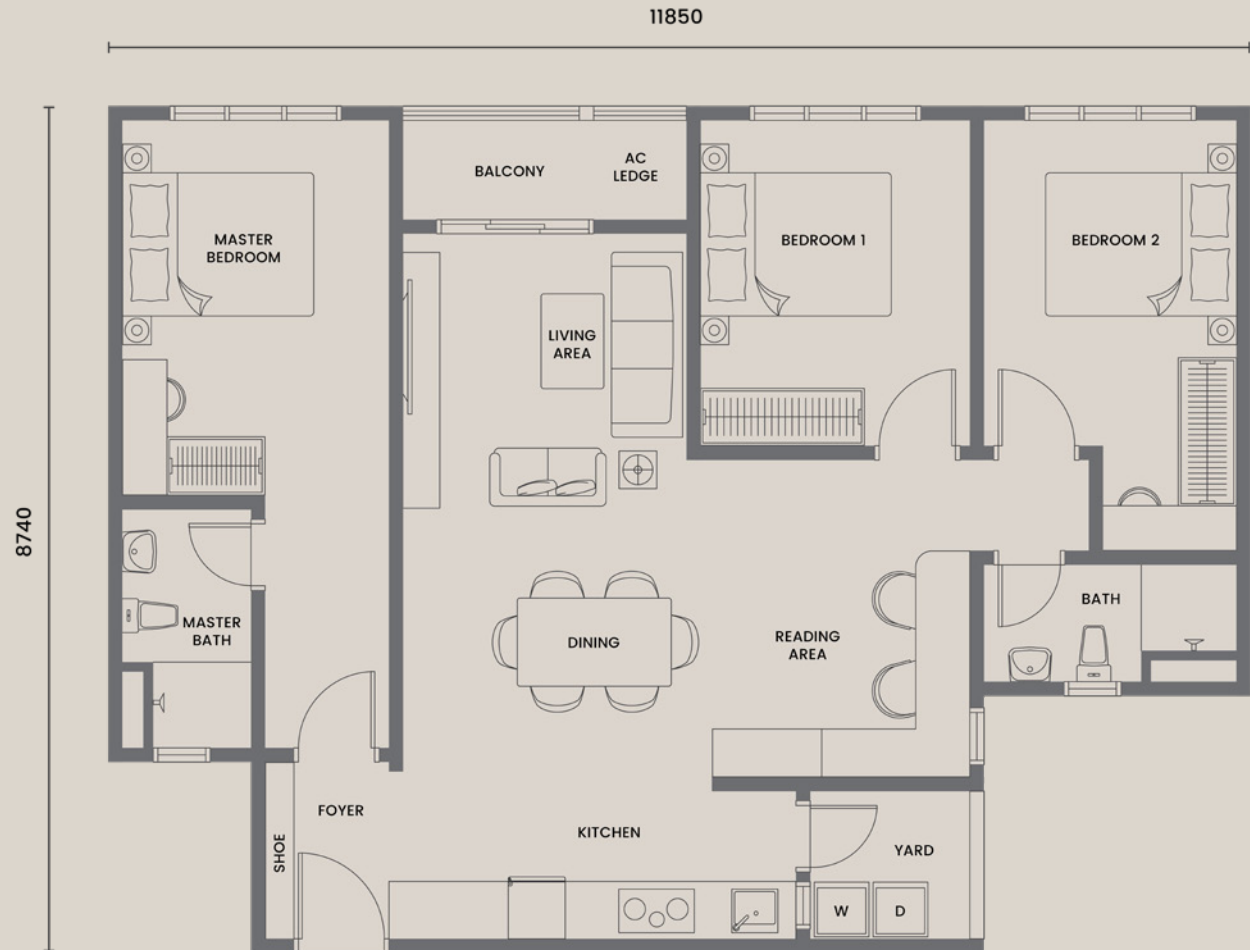 11850
8740
BALCONY
AC
LEDGE
MASTER
BEDROOM
BEDROOM 1
BEDROOM 2
LIVING
AREA
MASTER
BATH
DINING
READING
AREA
BATH
FOYER
SHOE
KITCHEN
YARD
W
D